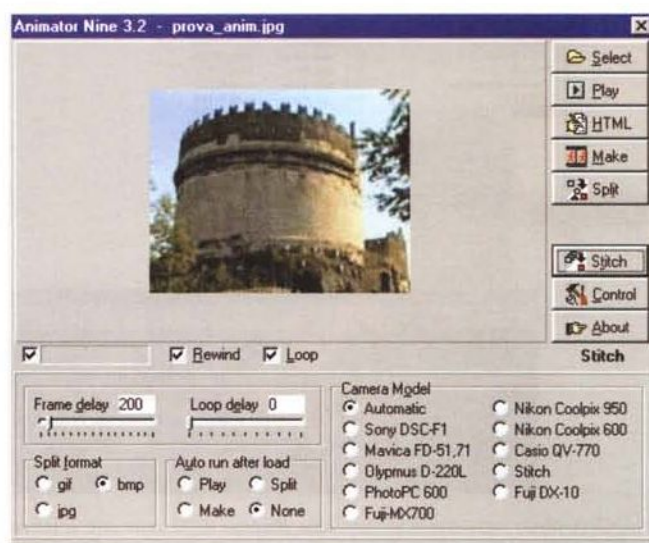 Animator Nine 3.2 - prova_anim.jpg
Select
Play
HTML
Make
Split
Stitch
Control
About
Rewind
Loop
Stitch
Frame delay 200
Loop delay 0
Split format
gif
bmp
jpg
Auto run after load
Play
Split
Make
None
Camera Model
Automatic
Sony DSC-F1
Mavica FD-51,71
Olypmus D-220L
PhotoPC 600
Fuji-MX700
Nikon Coolpix 950
Nikon Coolpix 600
Casio QV-770
Stitch
Fuji DX-10